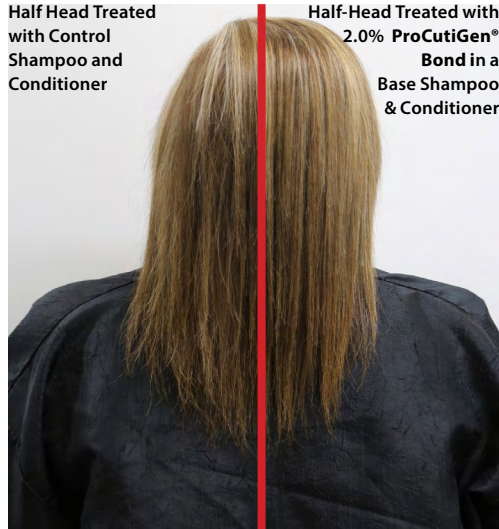 Half Head Treated
with Control
Shampoo and
Conditioner
Half-Head Treated with
2.0% ProCutiGen®
Bond in a
Base Shampoo
& Conditioner